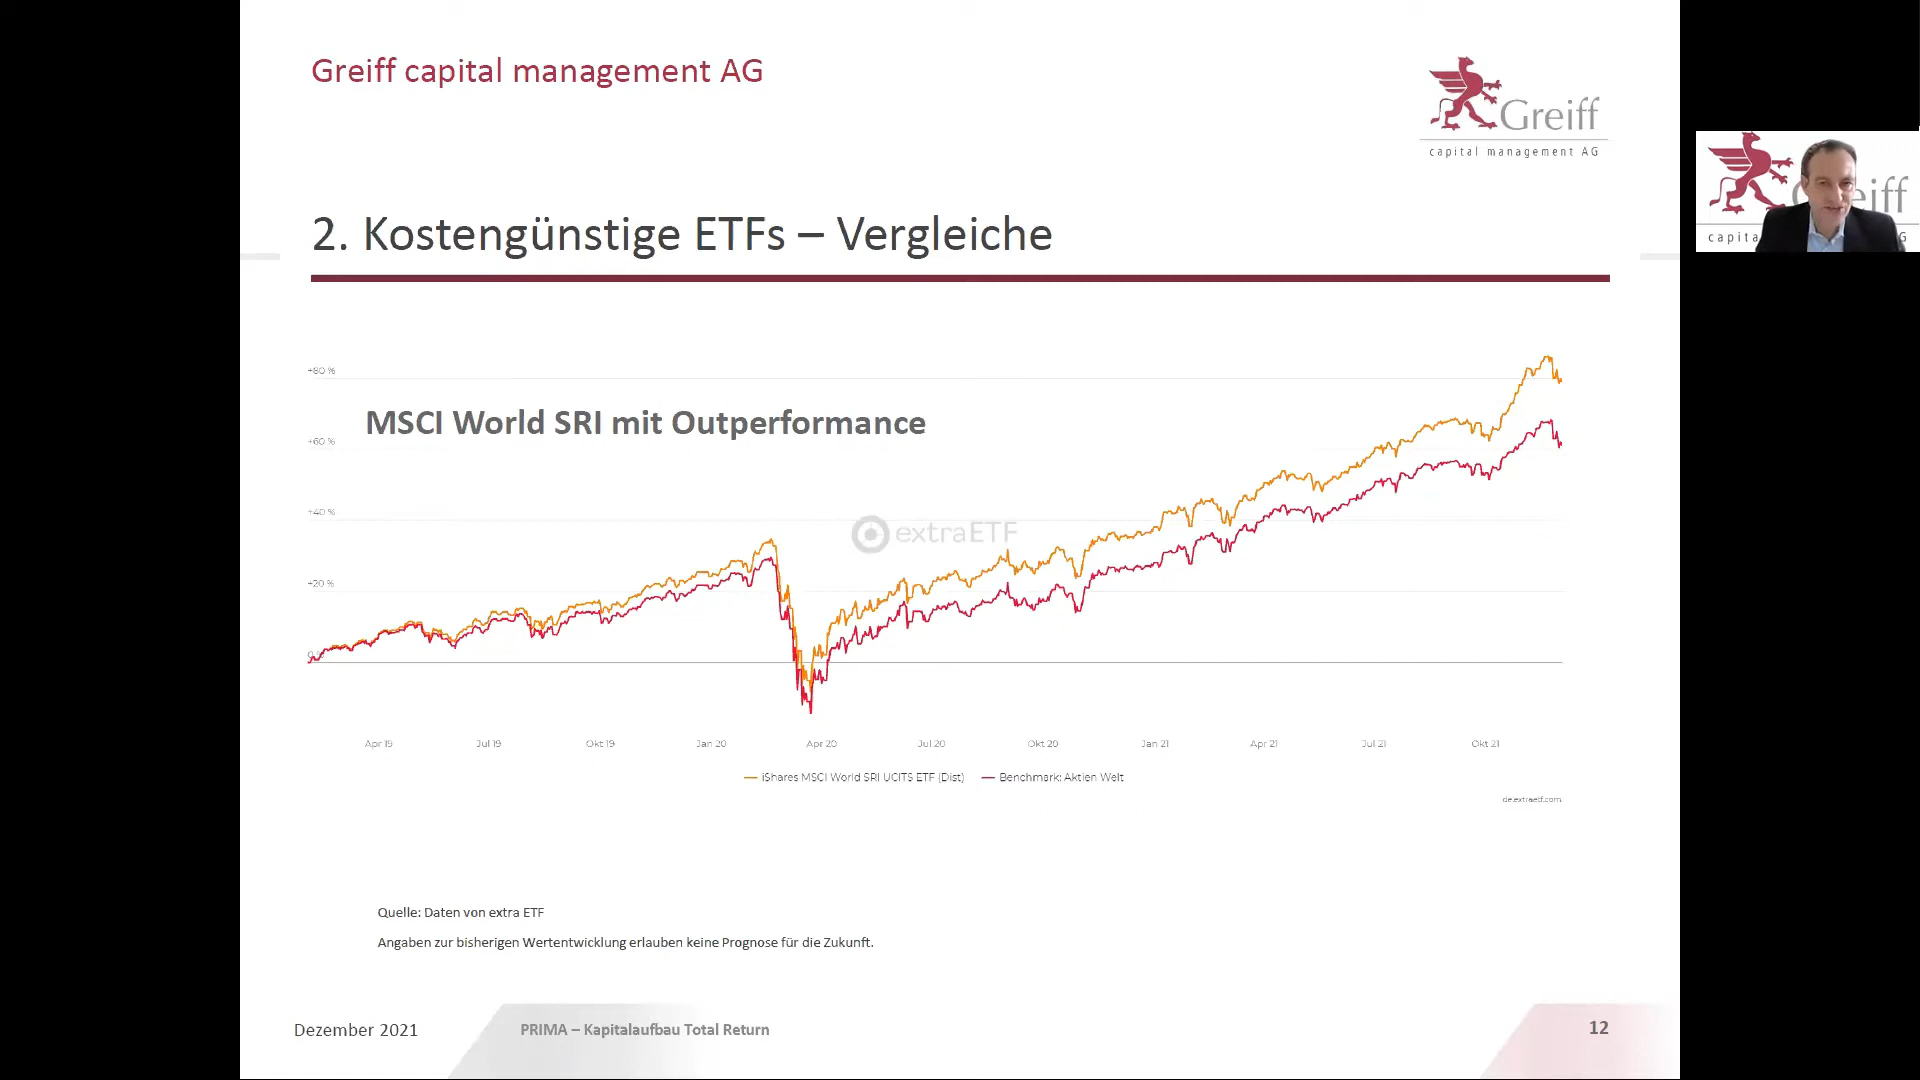 Greiff capital management AG
Greiff
capital management AG
2. Kostengünstige ETFs – Vergleiche
+80 %
MSCI World SRI mit Outperformance
+60 %
+40 %
extraETF
+20 %
0 %
Apr 19 Jul 19 Okt 19 Jan 20 Apr 20 Jul 20 Okt 20 Jan 21 Apr 21 Jul 21 Okt 21
iShares MSCI World SRI UCITS ETF (Dist) Benchmark: Aktien Welt
de.extraetf.com
Quelle: Daten von extra ETF
Angaben zur bisherigen Wertentwicklung erlauben keine Prognose für die Zukunft.
Dezember 2021 PRIMA – Kapitalaufbau Total Return 12